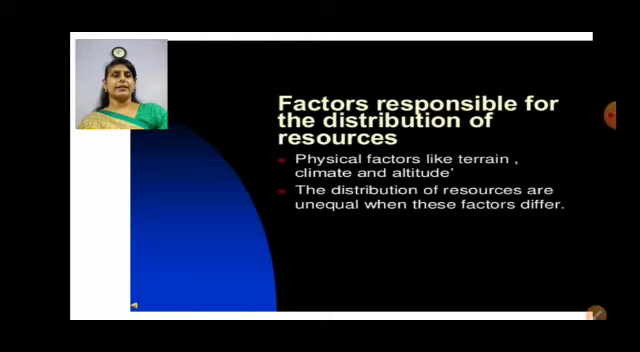 Factors responsible for
the distribution of
resources
Physical factors like terrain ,
climate and altitude’
The distribution of resources are
unequal when these factors differ.